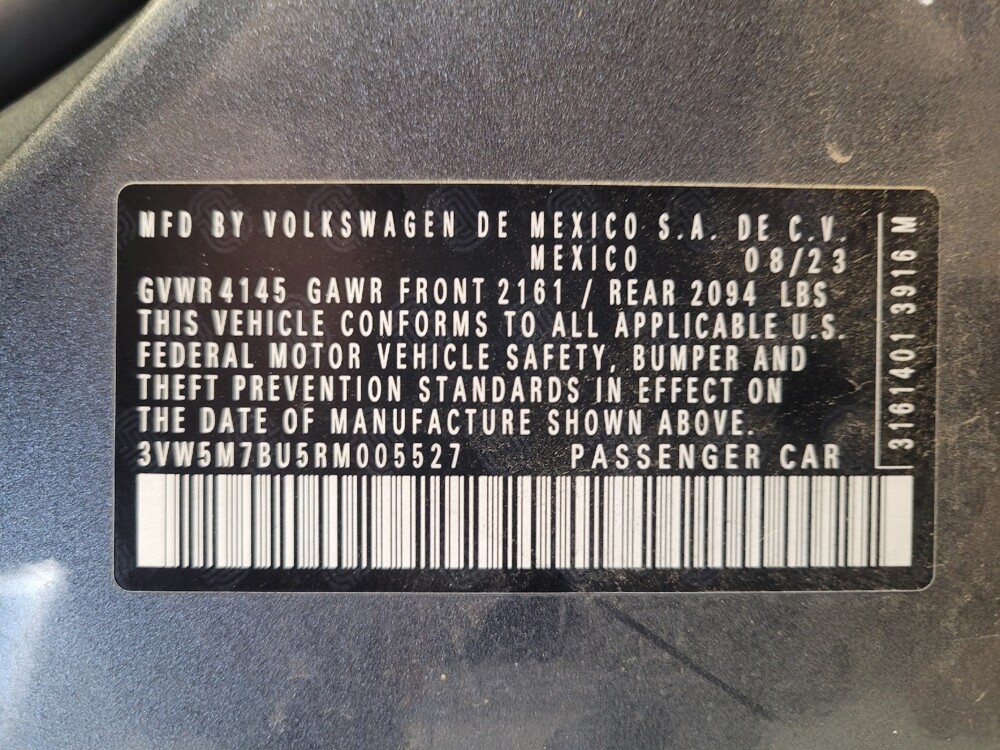 MFD BY VOLKSWAGEN DE MEXICO S.A. DE C.V.
MEXICO 08/23
GVWR 4145 GAWR FRONT 2161 / REAR 2094 LBS
THIS VEHICLE CONFORMS TO ALL APPLICABLE U.S.
FEDERAL MOTOR VEHICLE SAFETY, BUMPER AND
THEFT PREVENTION STANDARDS IN EFFECT ON
THE DATE OF MANUFACTURE SHOWN ABOVE.
3VW5M7BU5RM005527 PASSENGER CAR
3161401 3916 M